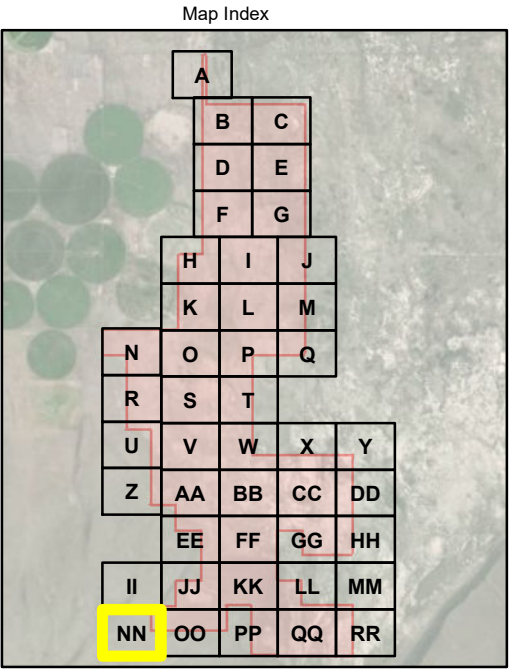 Map Index
A
B C
D E
F G
H I J
K L M
N O P Q
R S T
U V W X Y
Z AA BB CC DD
EE FF GG HH
II JJ KK LL MM
NN OO PP QQ RR